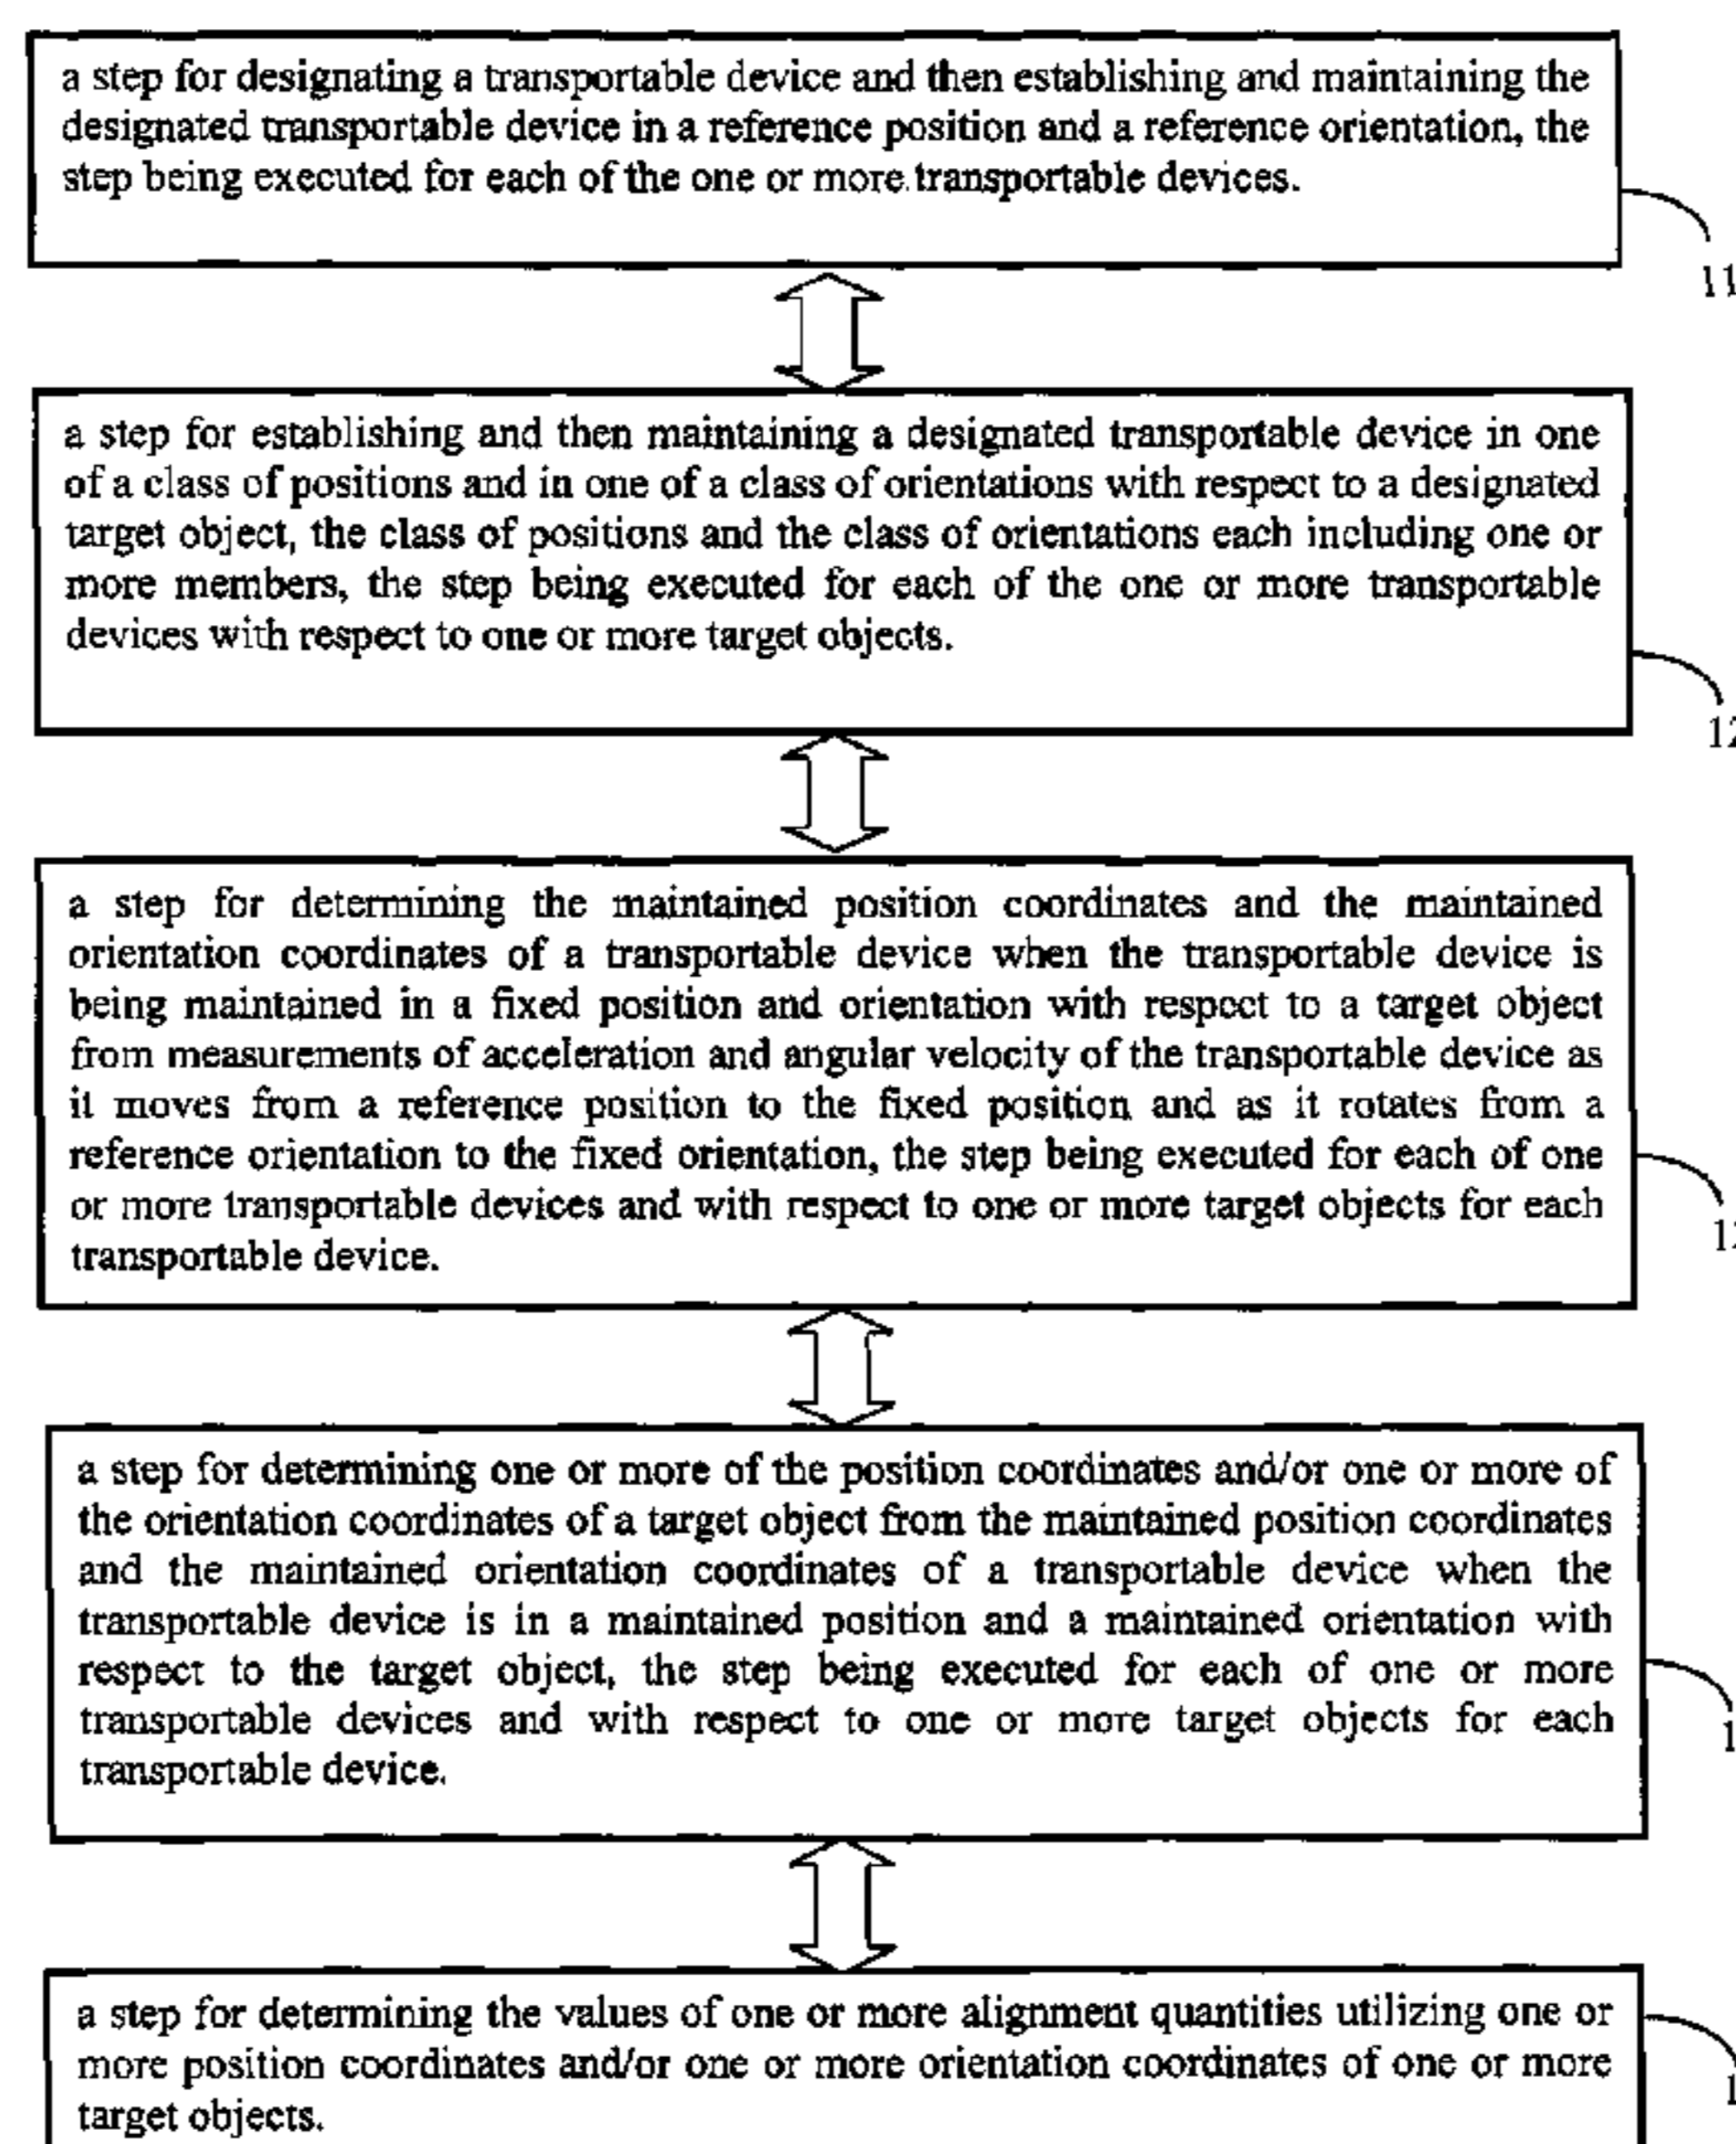 a step for designating a transportable device and then establishing and maintaining the
designated transportable device in a reference position and a reference orientation, the
step being executed for each of the one or more transportable devices.
a step for establishing and then maintaining a designated transportable device in one
of a class of positions and in one of a class of orientations with respect to a designated
target object, the class of positions and the class of orientations each including one or
more members, the step being executed for each of the one or more transportable
devices with respect to one or more target objects.
a step for determining the maintained position coordinates and the maintained
orientation coordinates of a transportable device when the transportable device is
being maintained in a fixed position and orientation with respect to a target object
from measurements of acceleration and angular velocity of the transportable device as
it moves from a reference position to the fixed position and as it rotates from a
reference orientation to the fixed orientation, the step being executed for each of one
or more transportable devices and with respect to one or more target objects for each
transportable device.
a step for determining one or more of the position coordinates and/or one or more of
the orientation coordinates of a target object from the maintained position coordinates
and the maintained orientation coordinates of a transportable device when the
transportable device is in a maintained position and a maintained orientation with
respect to the target object, the step being executed for each of one or more
transportable devices and with respect to one or more target objects for each
transportable device.
a step for determining the values of one or more alignment quantities utilizing one or
more position coordinates and/or one or more orientation coordinates of one or more
target objects.